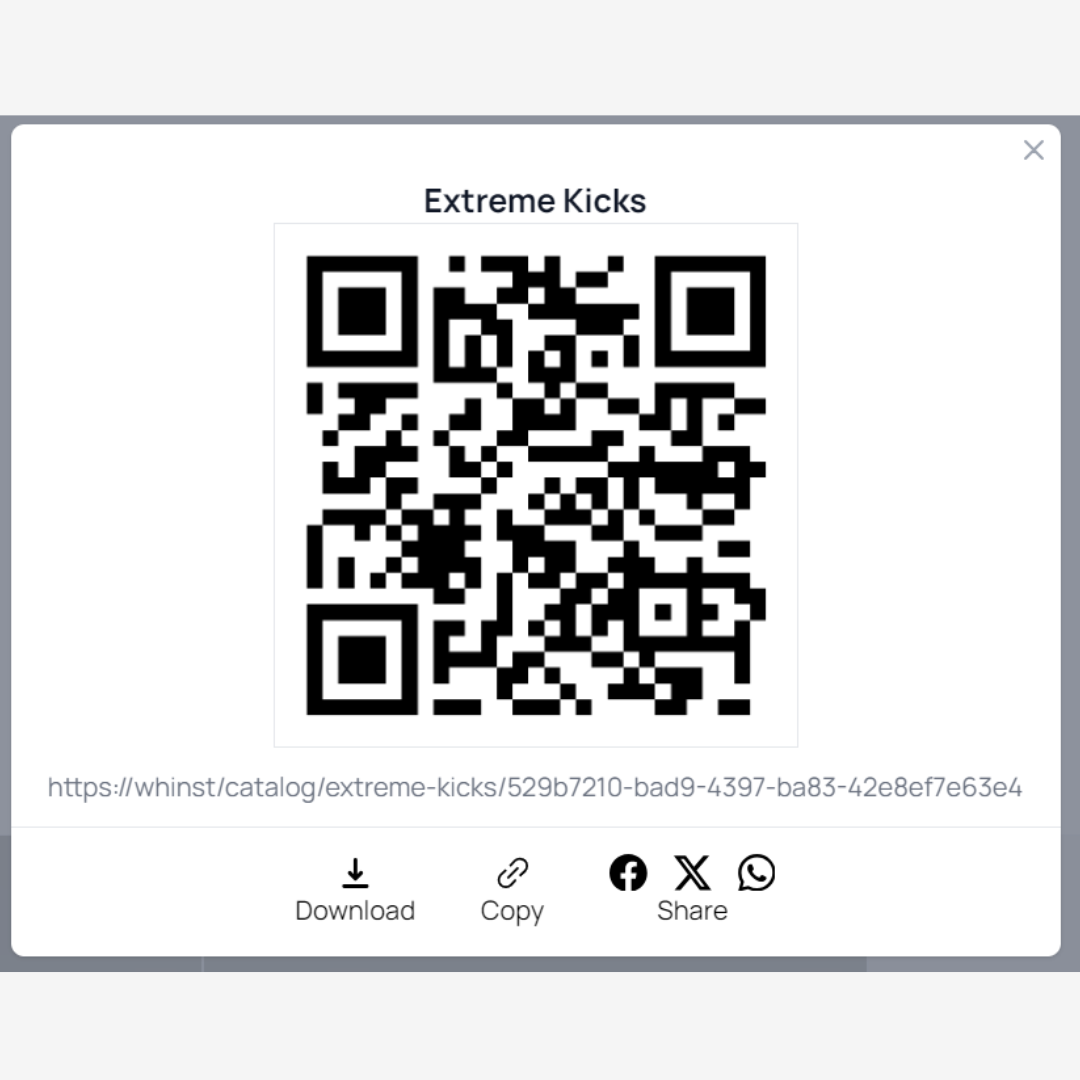 Extreme Kicks
https://whinst/catalog/extreme-kicks/529b7210-bad9-4397-ba83-42e8ef7e63e4
Download Copy Share